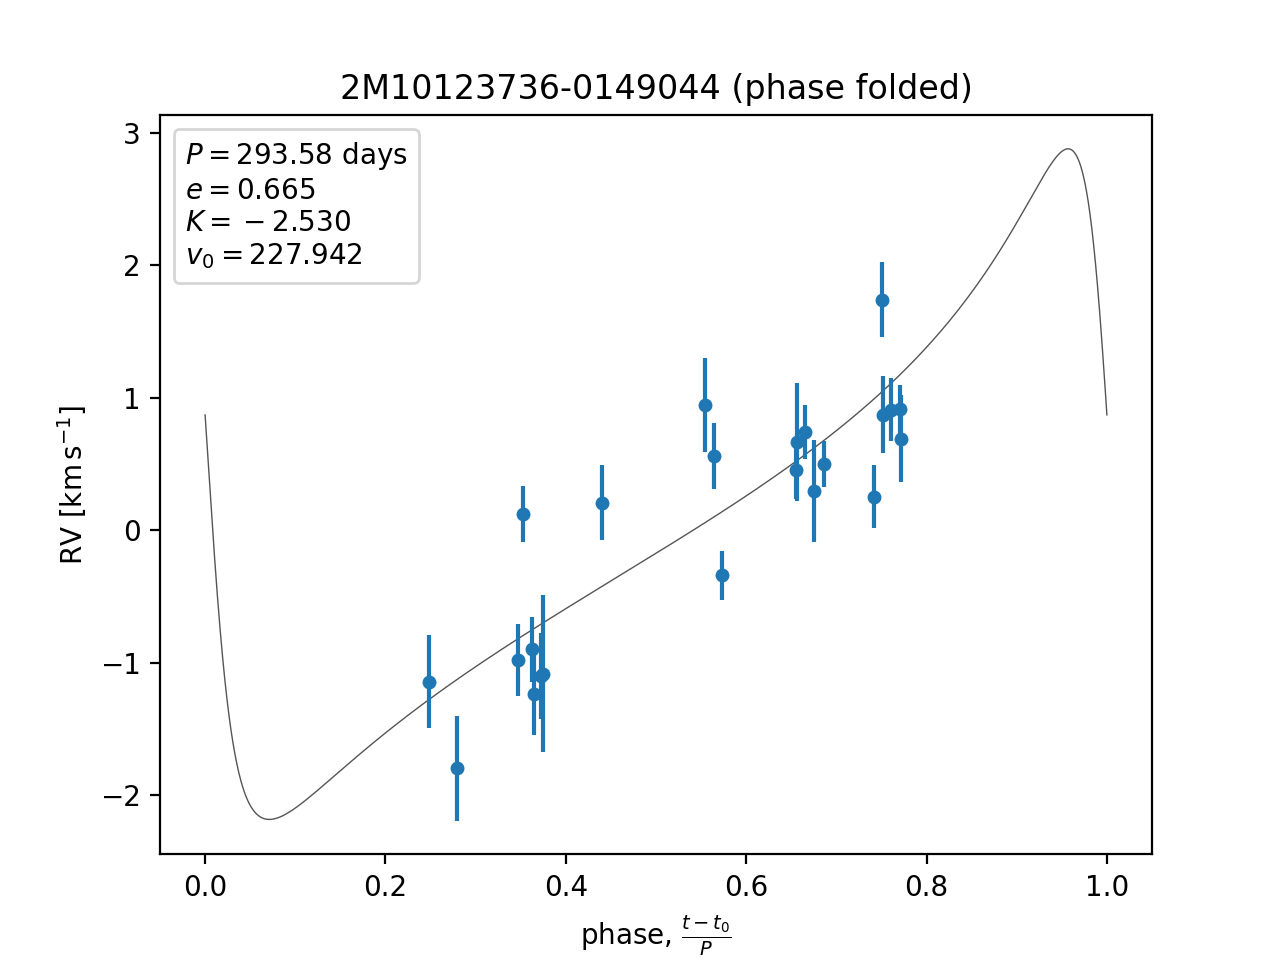 2M10123736-0149044 (phase folded)
P = 293.58 days
e = 0.665
K = −2.530
v₀ = 227.942
3
2
1
0
−1
−2
RV [km s⁻¹]
0.0 0.2 0.4 0.6 0.8 1.0
phase, (t − t₀)/P